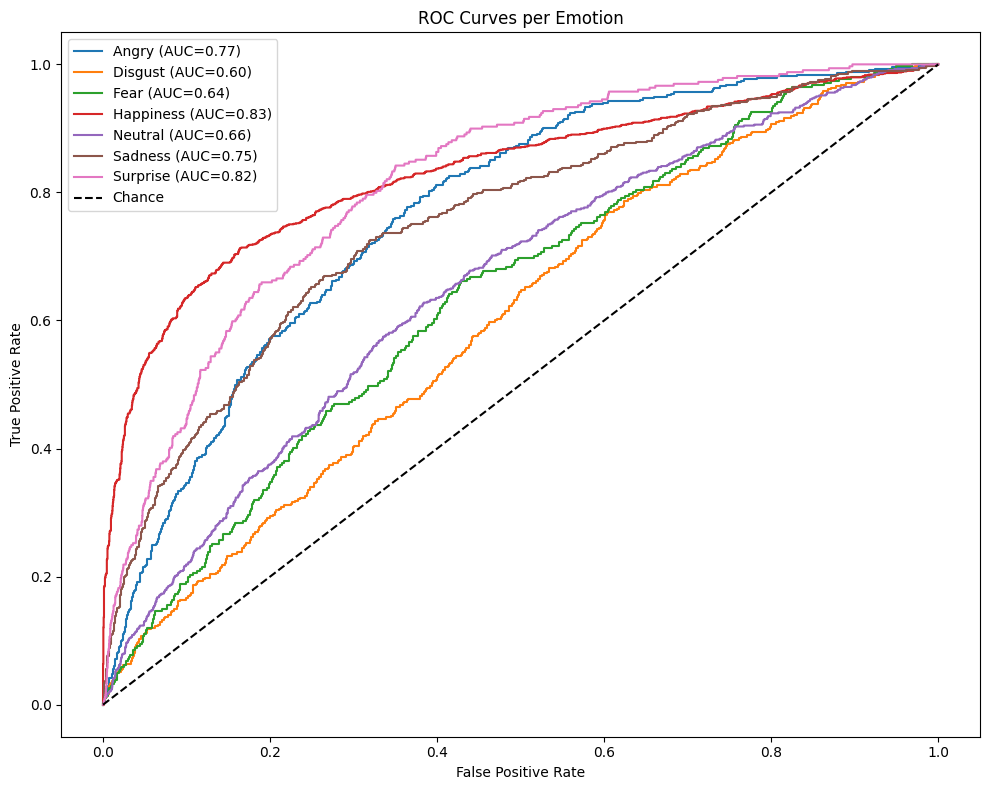 ROC Curves per Emotion
Angry (AUC=0.77)
Disgust (AUC=0.60)
Fear (AUC=0.64)
Happiness (AUC=0.83)
Neutral (AUC=0.66)
Sadness (AUC=0.75)
Surprise (AUC=0.82)
Chance
True Positive Rate
1.0
0.8
0.6
0.4
0.2
0.0
0.0 0.2 0.4 0.6 0.8 1.0
False Positive Rate